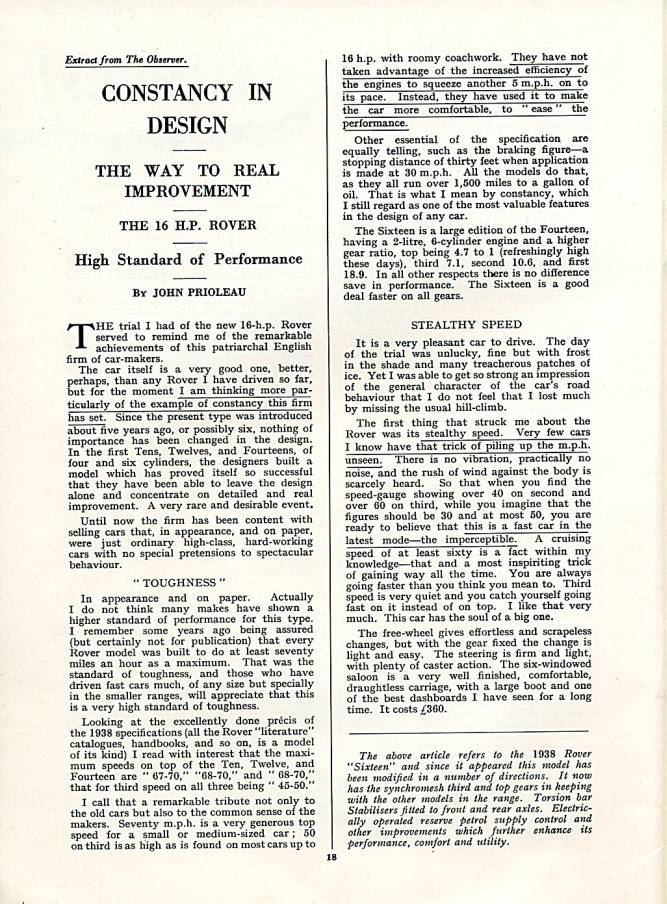 Extract from The Observer.
CONSTANCY IN
DESIGN
THE WAY TO REAL
IMPROVEMENT
THE 16 H.P. ROVER
High Standard of Performance
By JOHN PRIOLEAU
THE trial I had of the new 16-h.p. Rover
served to remind me of the remarkable
achievements of this patriarchal English
firm of car-makers.
The car itself is a very good one, better,
perhaps, than any Rover I have driven so far,
but for the moment I am thinking more par-
ticularly of the example of constancy this firm
has set. Since the present type was introduced
about five years ago, or possibly six, nothing of
importance has been changed in the design.
In the first Tens, Twelves, and Fourteens, of
four and six cylinders, the designers built a
model which has proved itself so successful
that they have been able to leave the design
alone and concentrate on detailed and real
improvement. A very rare and desirable event.
Until now the firm has been content with
selling cars that, in appearance, and on paper,
were just ordinary high-class, hard-working
cars with no special pretensions to spectacular
behaviour.
" TOUGHNESS "
In appearance and on paper. Actually
I do not think many makes have shown a
higher standard of performance for this type.
I remember some years ago being assured
(but certainly not for publication) that every
Rover model was built to do at least seventy
miles an hour as a maximum. That was the
standard of toughness, and those who have
driven fast cars much, of any size but specially
in the smaller ranges, will appreciate that this
is a very high standard of toughness.
Looking at the excellently done précis of
the 1938 specifications (all the Rover "literature"
catalogues, handbooks, and so on, is a model
of its kind) I read with interest that the maxi-
mum speeds on top of the Ten, Twelve, and
Fourteen are " 67-70," "68-70," and " 68-70,"
that for third speed on all three being " 45-50."
I call that a remarkable tribute not only to
the old cars but also to the common sense of the
makers. Seventy m.p.h. is a very generous top
speed for a small or medium-sized car; 50
on third is as high as is found on most cars up to
16 h.p. with roomy coachwork. They have not
taken advantage of the increased efficiency of
the engines to squeeze another 5 m.p.h. on to
its pace. Instead, they have used it to make
the car more comfortable, to " ease " the
performance.
Other essential of the specification are
equally telling, such as the braking figure—a
stopping distance of thirty feet when application
is made at 30 m.p.h. All the models do that,
as they all run over 1,500 miles to a gallon of
oil. That is what I mean by constancy, which
I still regard as one of the most valuable features
in the design of any car.
The Sixteen is a large edition of the Fourteen,
having a 2-litre, 6-cylinder engine and a higher
gear ratio, top being 4.7 to 1 (refreshingly high
these days), third 7.1, second 10.6, and first
18.9. In all other respects there is no difference
save in performance. The Sixteen is a good
deal faster on all gears.
STEALTHY SPEED
It is a very pleasant car to drive. The day
of the trial was unlucky, fine but with frost
in the shade and many treacherous patches of
ice. Yet I was able to get so strong an impression
of the general character of the car's road
behaviour that I do not feel that I lost much
by missing the usual hill-climb.
The first thing that struck me about the
Rover was its stealthy speed. Very few cars
I know have that trick of piling up the m.p.h.
unseen. There is no vibration, practically no
noise, and the rush of wind against the body is
scarcely heard. So that when you find the
speed-gauge showing over 40 on second and
over 60 on third, while you imagine that the
figures should be 30 and at most 50, you are
ready to believe that this is a fast car in the
latest mode—the imperceptible. A cruising
speed of at least sixty is a fact within my
knowledge—that and a most inspiriting trick
of gaining way all the time. You are always
going faster than you think you mean to. Third
speed is very quiet and you catch yourself going
fast on it instead of on top. I like that very
much. This car has the soul of a big one.
The free-wheel gives effortless and scrapeless
changes, but with the gear fixed the change is
light and easy. The steering is firm and light,
with plenty of caster action. The six-windowed
saloon is a very well finished, comfortable,
draughtless carriage, with a large boot and one
of the best dashboards I have seen for a long
time. It costs £360.
The above article refers to the 1938 Rover
"Sixteen" and since it appeared this model has
been modified in a number of directions. It now
has the synchromesh third and top gears in keeping
with the other models in the range. Torsion bar
Stabilisers fitted to front and rear axles. Electric-
ally operated reserve petrol supply control and
other improvements which further enhance its
performance, comfort and utility.
18